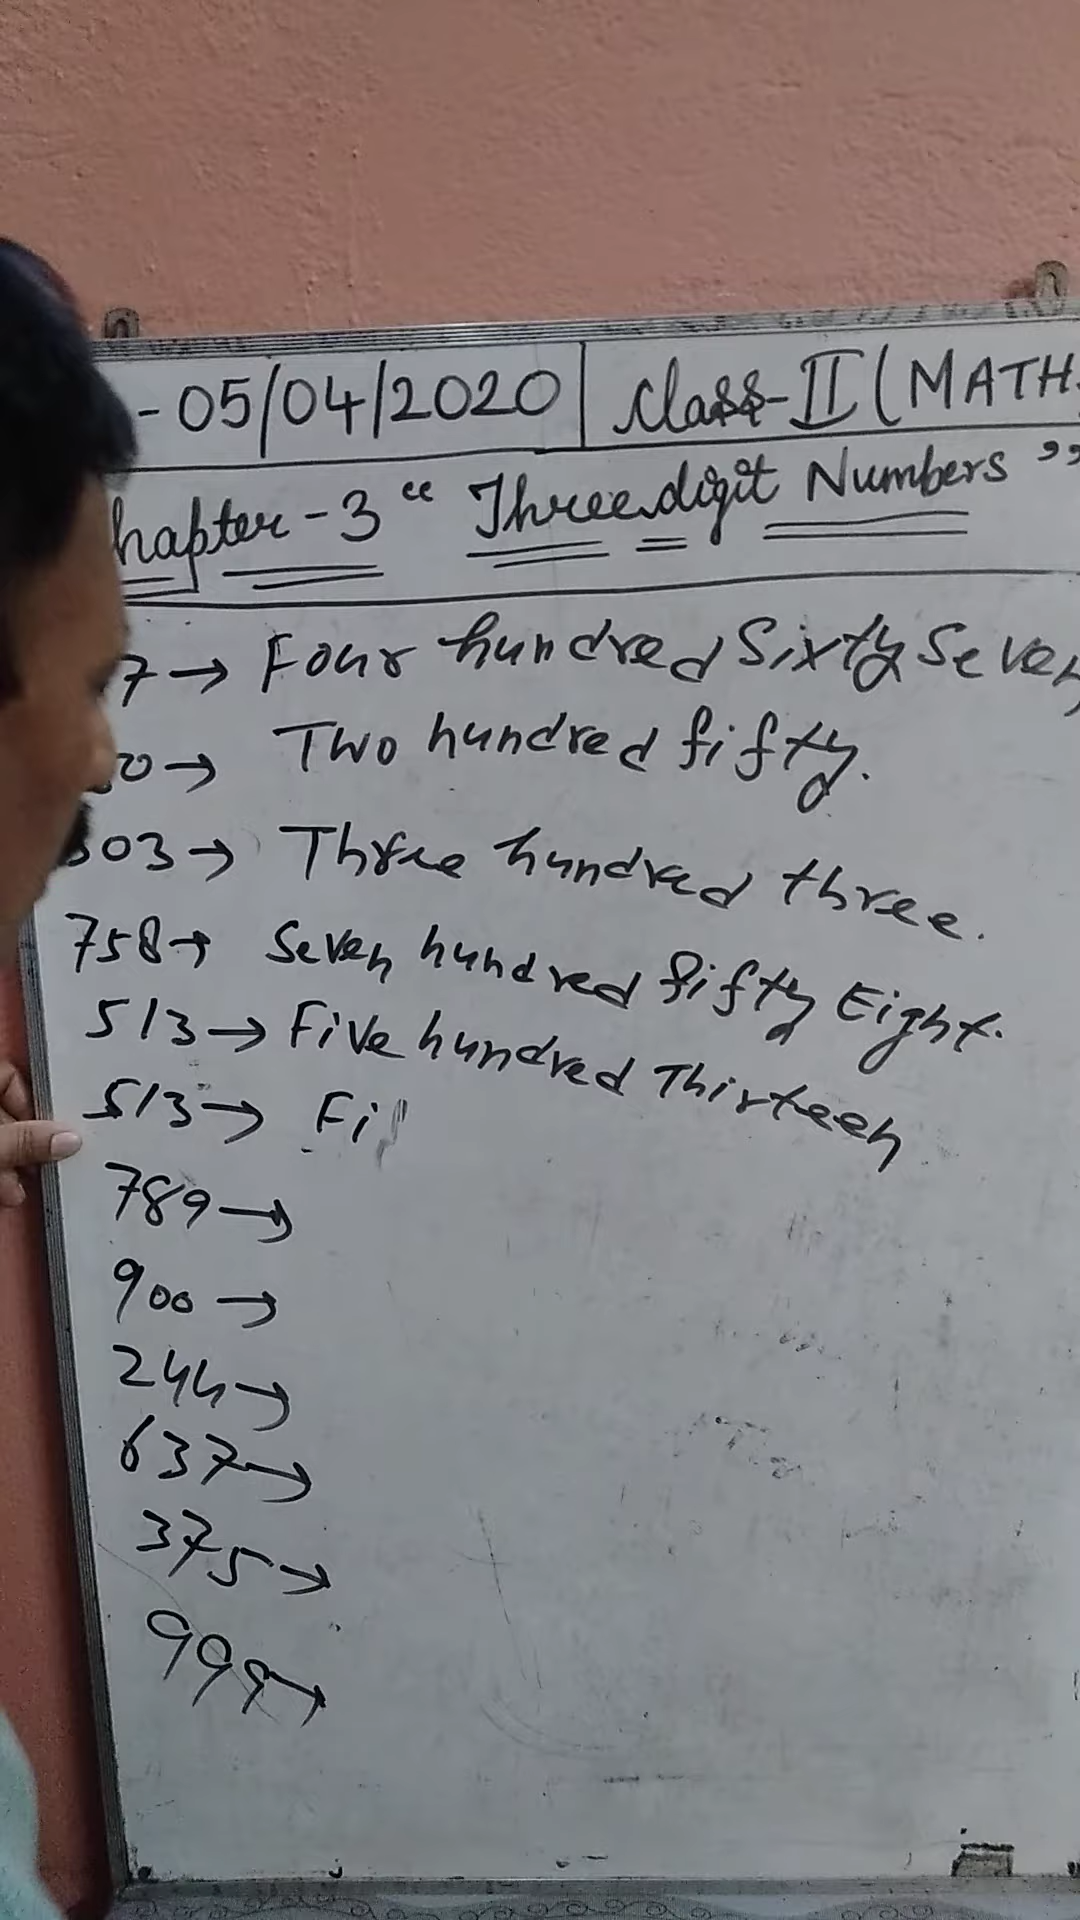 - 05/04/2020 | Class-II (MATH
hapter-3 “ Three digit Numbers ”
7 → Four hundred Sixty Seven
0 → Two hundred fifty.
303 → Three hundred three.
758 → Seven hundred fifty Eight.
513 → Five hundred Thirteen
513 → Fi
789 →
900 →
244 →
637 →
375 →
999 →